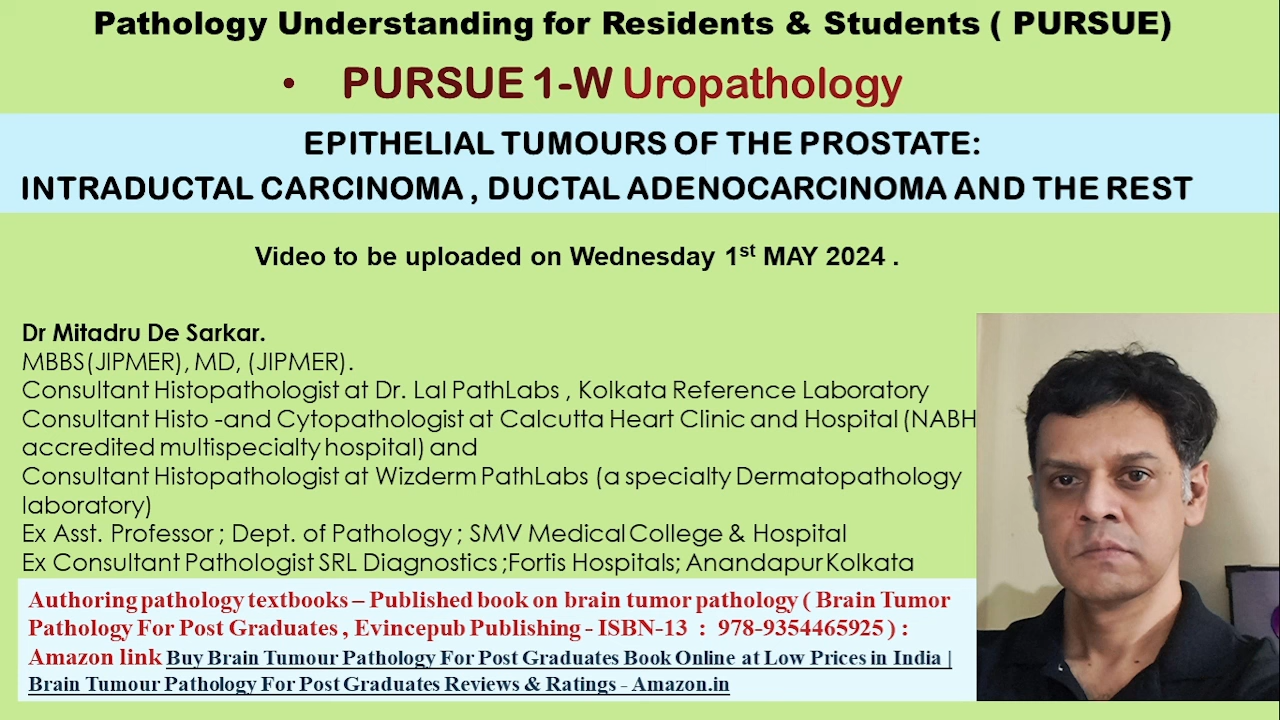 Pathology Understanding for Residents & Students ( PURSUE)
• PURSUE 1-W Uropathology
EPITHELIAL TUMOURS OF THE PROSTATE:
INTRADUCTAL CARCINOMA , DUCTAL ADENOCARCINOMA AND THE REST
Video to be uploaded on Wednesday 1st MAY 2024 .
Dr Mitadru De Sarkar.
MBBS(JIPMER), MD, (JIPMER).
Consultant Histopathologist at Dr. Lal PathLabs , Kolkata Reference Laboratory
Consultant Histo -and Cytopathologist at Calcutta Heart Clinic and Hospital (NABH
accredited multispecialty hospital) and
Consultant Histopathologist at Wizderm PathLabs (a specialty Dermatopathology
laboratory)
Ex Asst. Professor ; Dept. of Pathology ; SMV Medical College & Hospital
Ex Consultant Pathologist SRL Diagnostics ;Fortis Hospitals; Anandapur Kolkata
Authoring pathology textbooks – Published book on brain tumor pathology ( Brain Tumor
Pathology For Post Graduates , Evincepub Publishing - ISBN-13 : 978-9354465925 ) :
Amazon link Buy Brain Tumour Pathology For Post Graduates Book Online at Low Prices in India |
Brain Tumour Pathology For Post Graduates Reviews & Ratings - Amazon.in